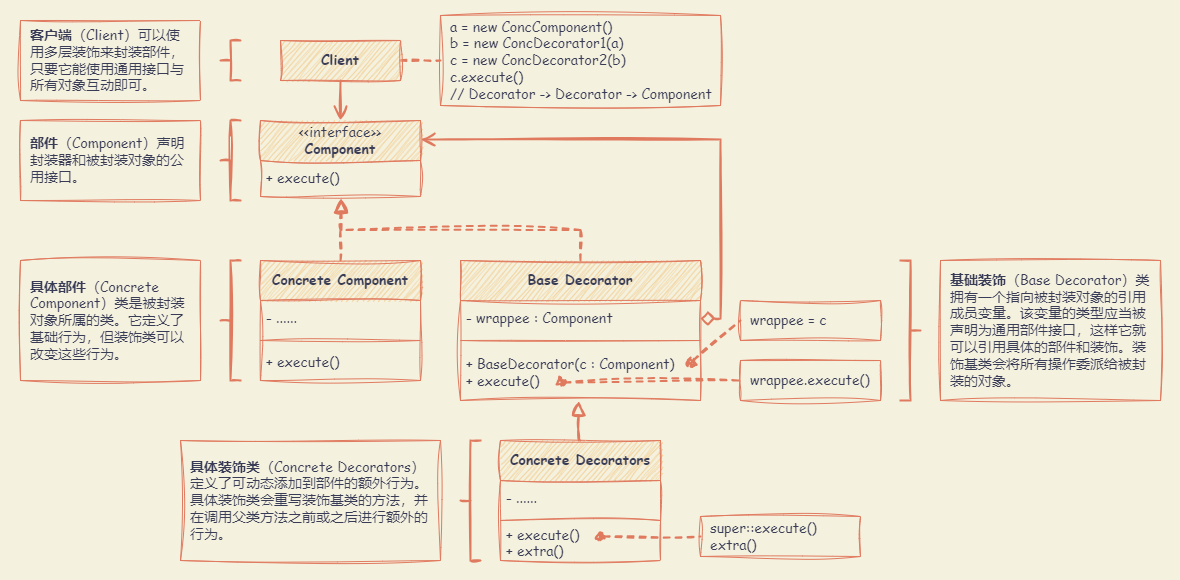 客户端（Client）可以使
用多层装饰来封装部件，
只要它能使用通用接口与
所有对象互动即可。
Client
a = new ConcComponent()
b = new ConcDecorator1(a)
c = new ConcDecorator2(b)
c.execute()
// Decorator -> Decorator -> Component
部件（Component）声明
封装器和被封装对象的公
用接口。
<<interface>>
Component
+ execute()
具体部件（Concrete
Component）类是被封装
对象所属的类。它定义了
基础行为，但装饰类可以
改变这些行为。
Concrete Component
- ......
+ execute()
Base Decorator
- wrappee : Component
+ BaseDecorator(c : Component)
+ execute()
wrappee = c
wrappee.execute()
基础装饰（Base Decorator）类
拥有一个指向被封装对象的引用
成员变量。该变量的类型应当被
声明为通用部件接口，这样它就
可以引用具体的部件和装饰。装
饰基类会将所有操作委派给被封
装的对象。
具体装饰类（Concrete Decorators）
定义了可动态添加到部件的额外行为。
具体装饰类会重写装饰基类的方法，并
在调用父类方法之前或之后进行额外的
行为。
Concrete Decorators
- ......
+ execute()
+ extra()
super::execute()
extra()